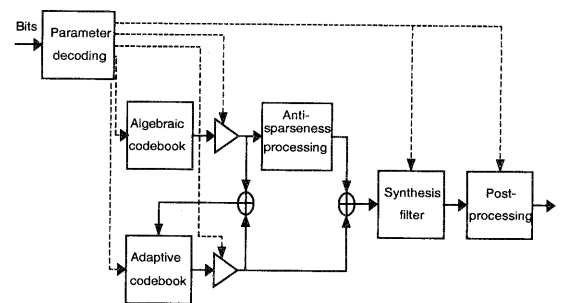 Bits
Parameter
decoding
Algebraic
codebook
Anti-
sparseness
processing
Synthesis
filter
Post-
processing
Adaptive
codebook